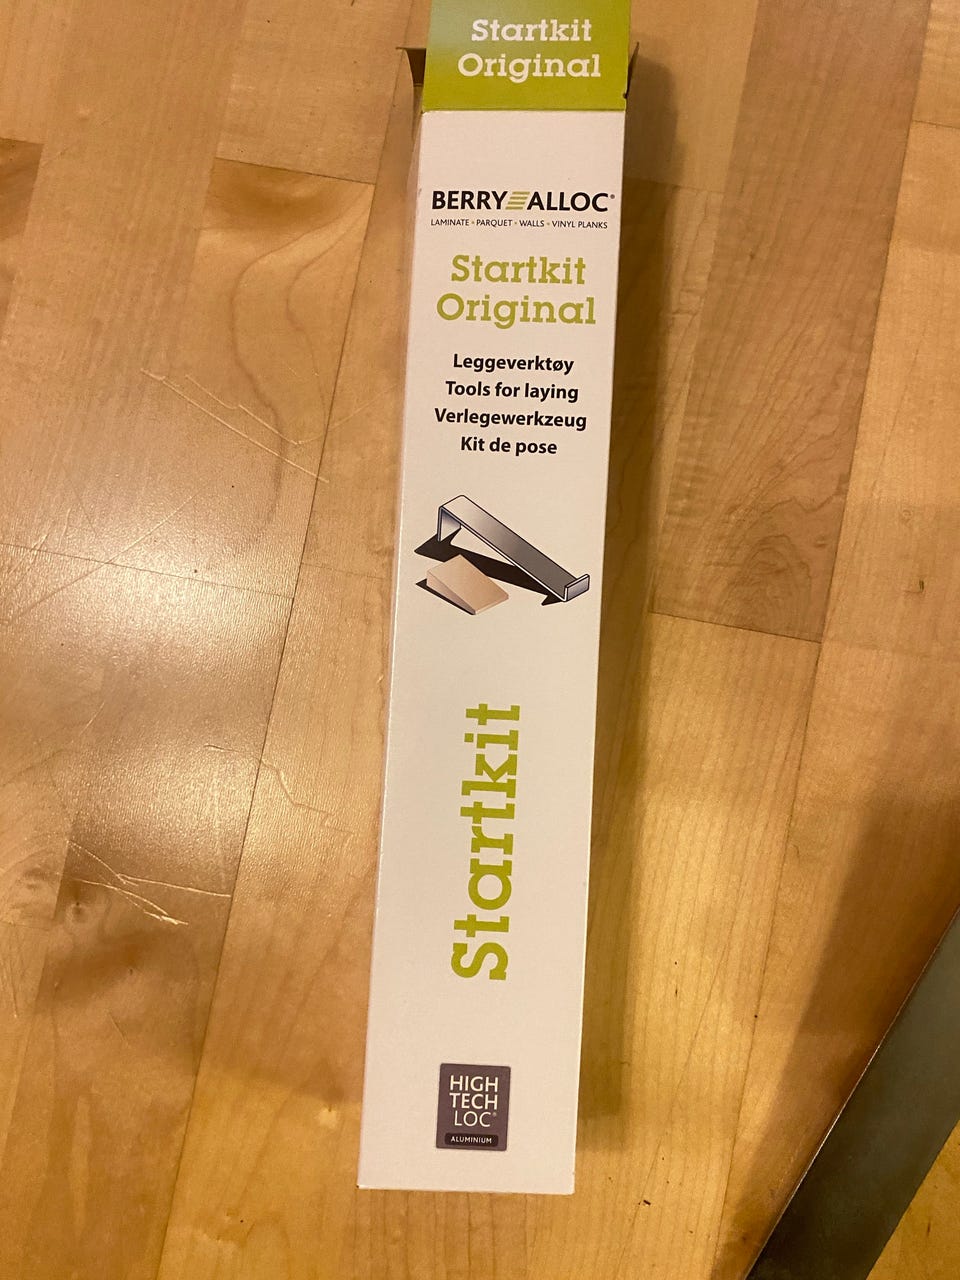 Startkit
Original
BERRY ALLOC®
LAMINATE • PARQUET • WALLS • VINYL PLANKS
Startkit
Original
Leggeverktøy
Tools for laying
Verlegewerkzeug
Kit de pose
Startkit
HIGH
TECH
LOC®
ALUMINIUM